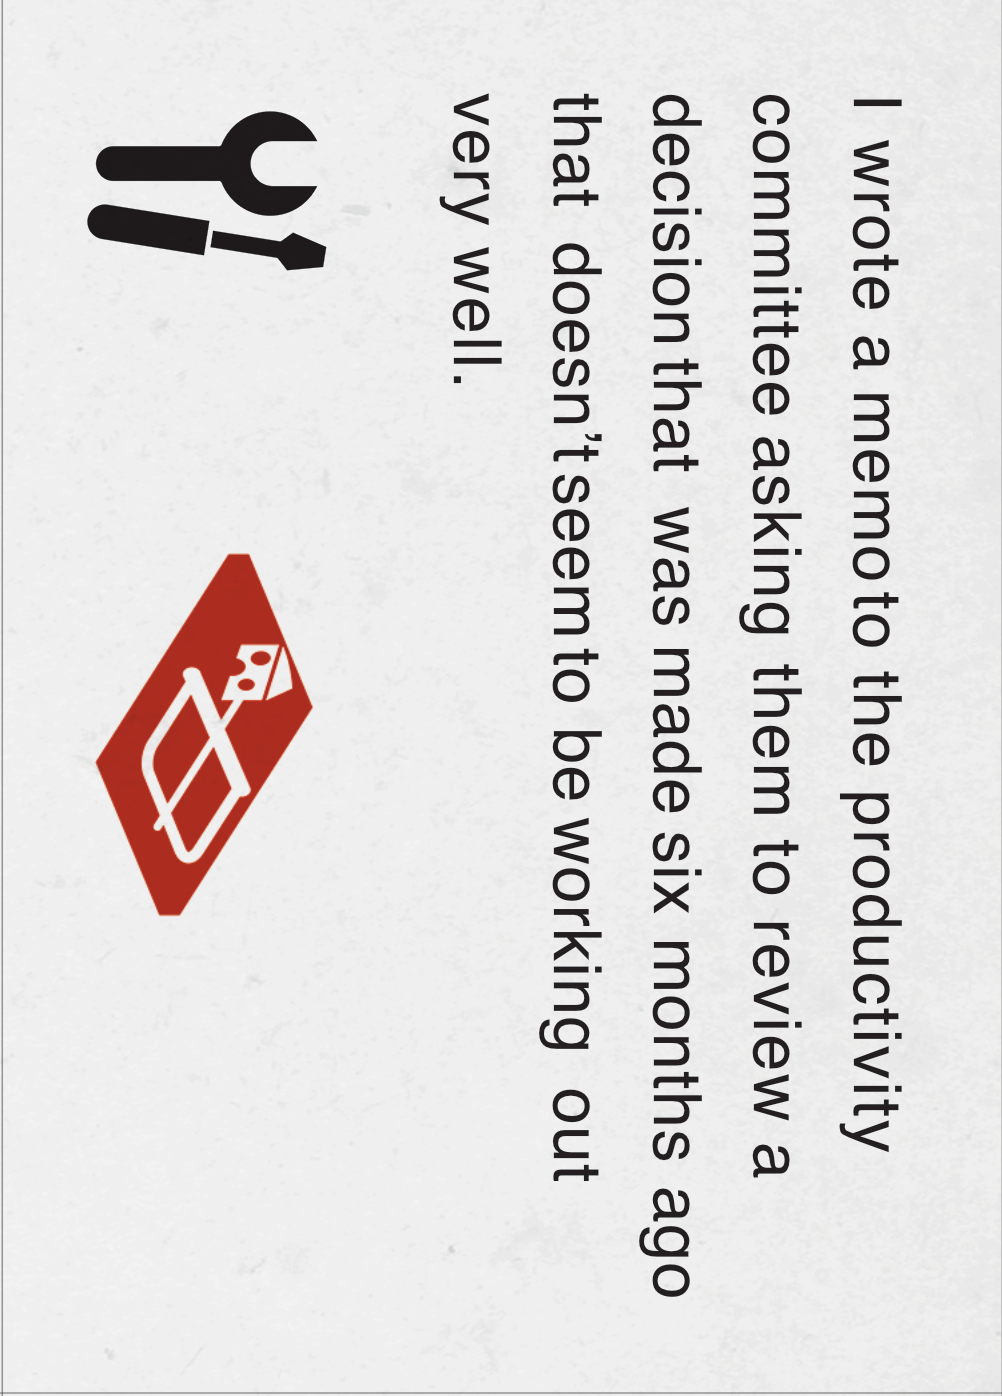 I wrote a memo to the productivity
committee asking them to review a
decision that was made six months ago
that doesn’t seem to be working out
very well.